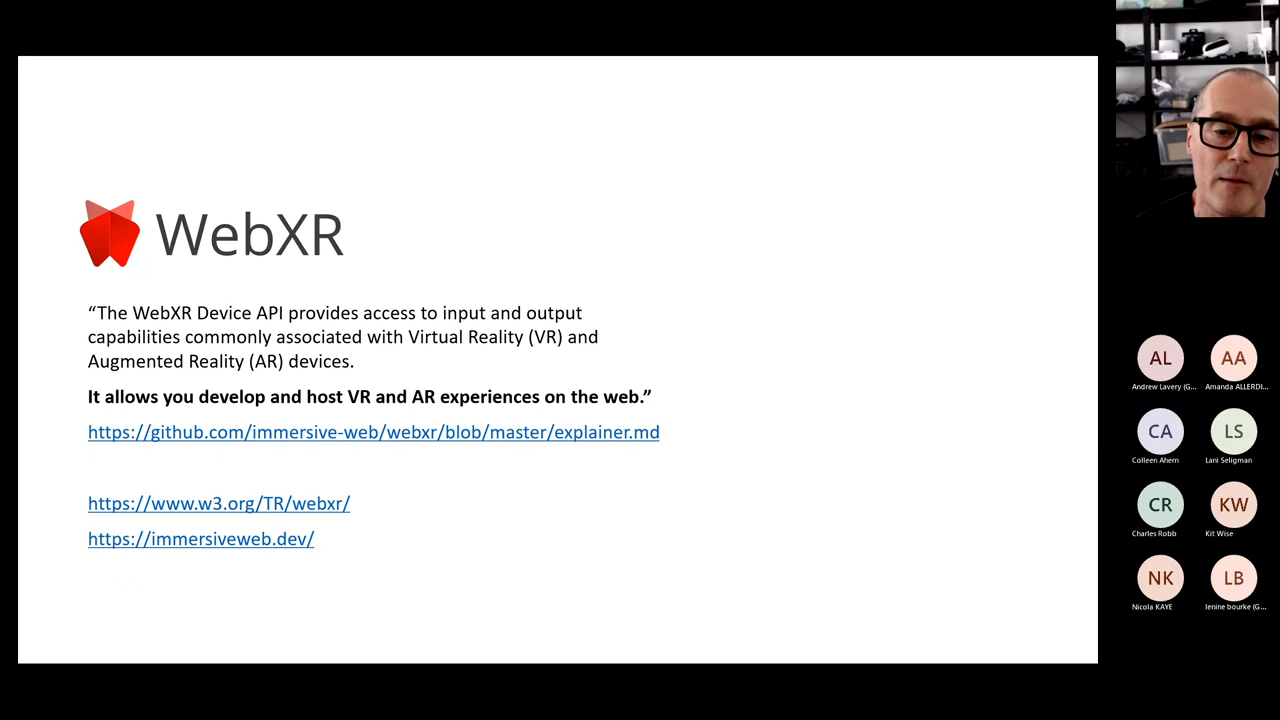 WebXR
“The WebXR Device API provides access to input and output
capabilities commonly associated with Virtual Reality (VR) and
Augmented Reality (AR) devices.
It allows you develop and host VR and AR experiences on the web.”
https://github.com/immersive-web/webxr/blob/master/explainer.md
https://www.w3.org/TR/webxr/
https://immersiveweb.dev/
AL AA
Andrew Lavery (G... Amanda ALLERDI...
CA LS
Colleen Ahern Lani Seligman
CR KW
Charles Robb Kit Wise
NK LB
Nicola KAYE lenine bourke (G...